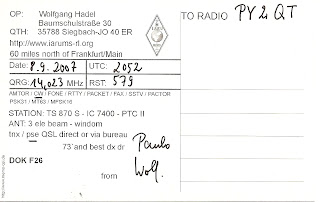 OP: Wolfgang Hadel
Baumschulstraße 30
QTH: 35788 Siegbach-JO 40 ER
http://www.iarums-rl.org
60 miles north of Frankfurt/Main
TO RADIO PY2QT
Date: 8.9.2007 UTC: 2052
QRG: 14,023 MHz RST: 579
AMTOR / CW / FONE / RTTY / PACKET / FAX / SSTV / PACTOR
PSK31 / MT63 / MFSK16
STATION: TS 870 S - IC 7400 - PTC II
ANT: 3 ele beam - windom
tnx / pse QSL direct or via bureau
73' and best dx dr Paulo
DOK F26
from Wolf.